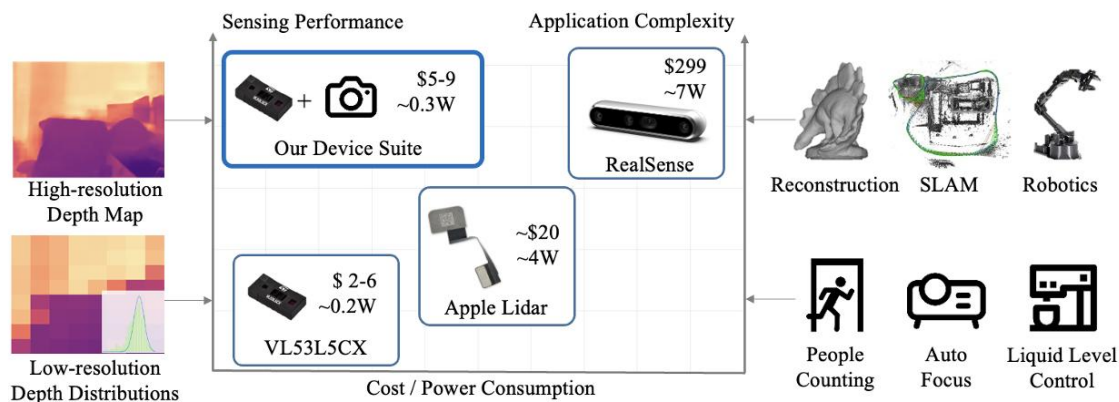 Sensing Performance
Application Complexity
$5-9
~0.3W
+
Our Device Suite
$299
~7W
RealSense
High-resolution
Depth Map
Reconstruction
SLAM
Robotics
~$20
~4W
Apple Lidar
$ 2-6
~0.2W
VL53L5CX
Low-resolution
Depth Distributions
People
Counting
Auto
Focus
Liquid Level
Control
Cost / Power Consumption